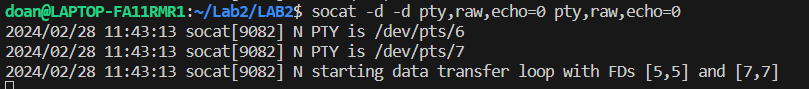 doan@LAPTOP-FA11RMR1:~/Lab2/LAB2$ socat -d -d pty,raw,echo=0 pty,raw,echo=0
2024/02/28 11:43:13 socat[9082] N PTY is /dev/pts/6
2024/02/28 11:43:13 socat[9082] N PTY is /dev/pts/7
2024/02/28 11:43:13 socat[9082] N starting data transfer loop with FDs [5,5] and [7,7]